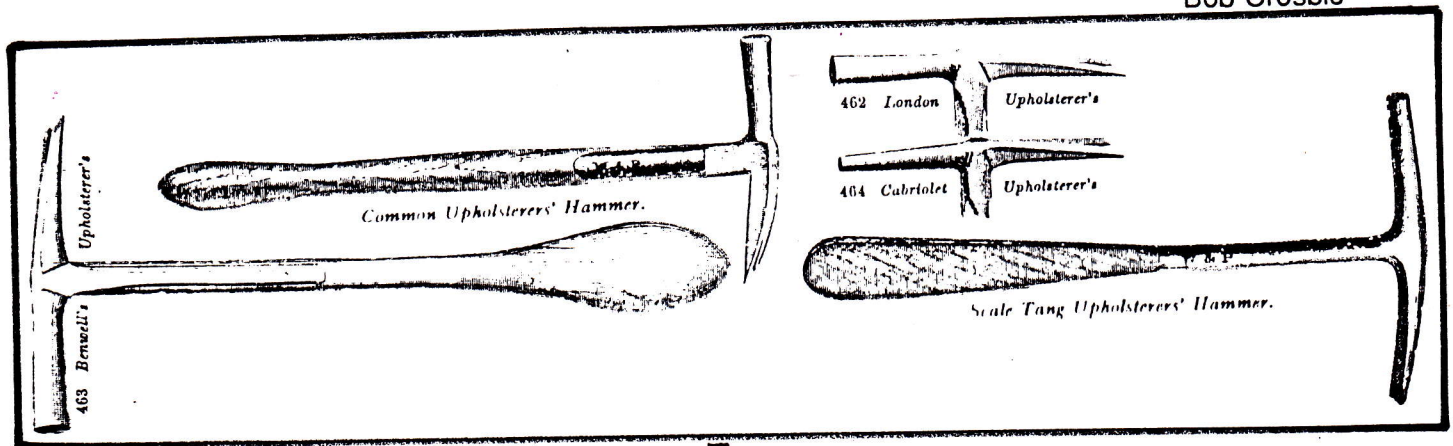 Bob Crosbie
462 London Upholsterer's
464 Cabriolet Upholsterer's
Common Upholsterers' Hammer.
463 Benwell's Upholsterer's
& P
Scale Tang Upholsterers' Hammer.